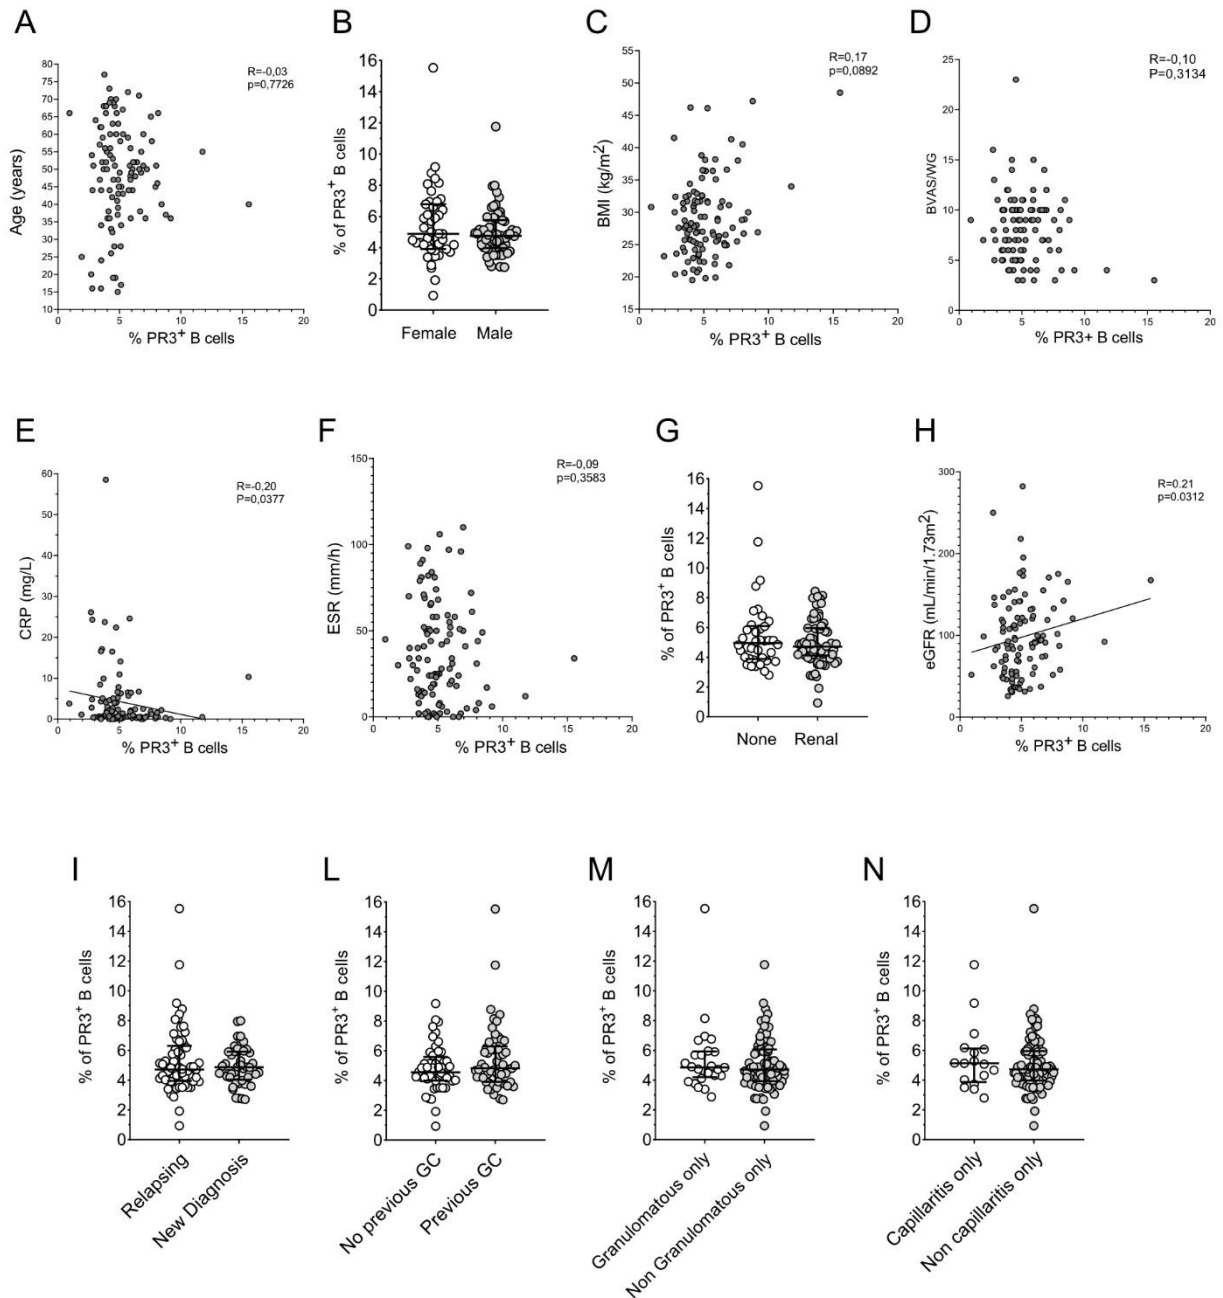 A
R=-0,03
p=0,7726
80
75
70
65
60
55
50
45
40
35
30
25
20
15
10
Age (years)
0 5 10 15 20
% PR3+ B cells
B
16
14
12
10
8
6
4
2
0
% of PR3+ B cells
Female Male
C
R=0,17
p=0,0892
55
50
45
40
35
30
25
20
15
BMI (kg/m2)
0 5 10 15 20
% PR3+ B cells
D
R=-0,10
P=0,3134
25
20
15
10
5
0
BVAS/WG
0 5 10 15 20
% PR3+ B cells
E
R=-0,20
P=0,0377
60
50
40
30
20
10
0
CRP (mg/L)
0 5 10 15 20
% PR3+ B cells
F
R=-0,09
p=0,3583
150
100
50
0
ESR (mm/h)
0 5 10 15 20
% PR3+ B cells
G
16
14
12
10
8
6
4
2
0
% of PR3+ B cells
None Renal
H
R=0.21
p=0.0312
300
200
100
0
eGFR (mL/min/1.73m2)
0 5 10 15 20
% PR3+ B cells
I
16
14
12
10
8
6
4
2
0
% of PR3+ B cells
Relapsing
New Diagnosis
L
16
14
12
10
8
6
4
2
0
% of PR3+ B cells
No previous GC
Previous GC
M
16
14
12
10
8
6
4
2
0
% of PR3+ B cells
Granulomatous only
Non Granulomatous only
N
16
14
12
10
8
6
4
2
0
% of PR3+ B cells
Capillaritis only
Non capillaritis only